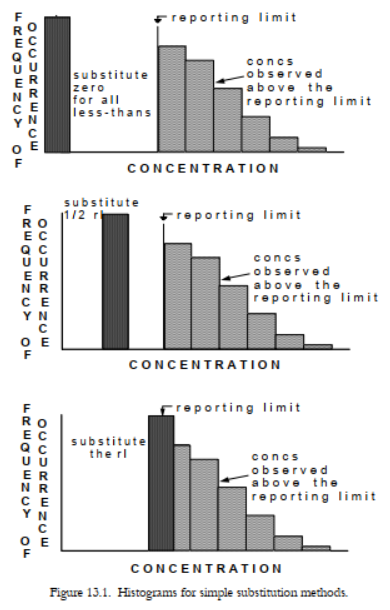 FREQUENCY OF
OCCURRENCE
reporting limit
substitute
zero
for all
less-thans
concs
observed
above the
reporting limit
CONCENTRATION
FREQUENCY OF
OCCURRENCE
substitute
1/2 rl
reporting limit
concs
observed
above the
reporting limit
CONCENTRATION
FREQUENCY OF
OCCURRENCE
reporting limit
substitute
the rl
concs
observed
above the
reporting limit
CONCENTRATION
Figure 13.1. Histograms for simple substitution methods.